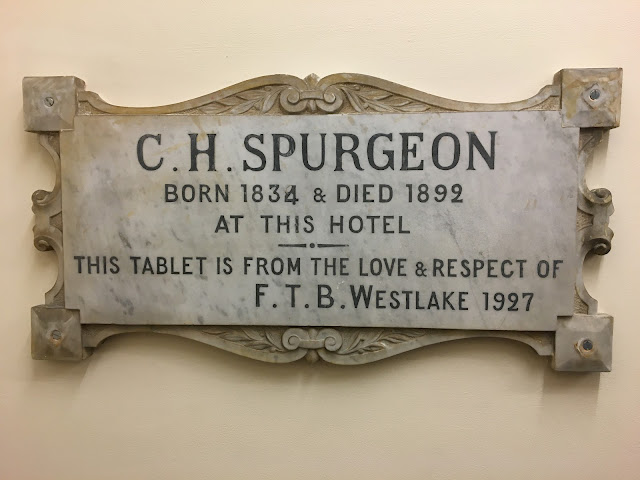 C. H. SPURGEON
BORN 1834 & DIED 1892
AT THIS HOTEL
THIS TABLET IS FROM THE LOVE & RESPECT OF
F. T. B. WESTLAKE 1927